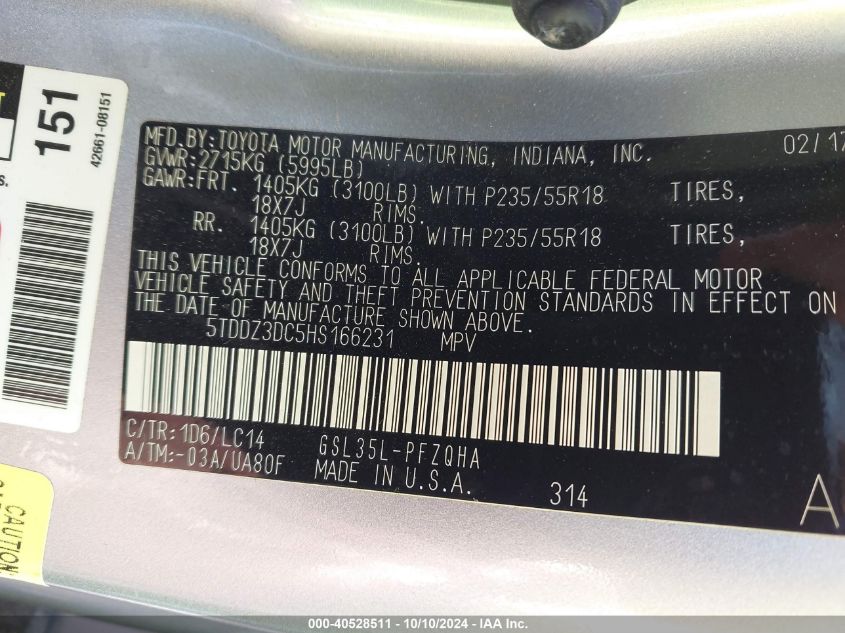 MFD.BY:TOYOTA MOTOR MANUFACTURING, INDIANA, INC. 02/17
GVWR:2715KG (5995LB)
GAWR:FRT. 1405KG (3100LB) WITH P235/55R18 TIRES,
18X7J RIMS.
RR. 1405KG (3100LB) WITH P235/55R18 TIRES,
18X7J RIMS.
THIS VEHICLE CONFORMS TO ALL APPLICABLE FEDERAL MOTOR
VEHICLE SAFETY AND THEFT PREVENTION STANDARDS IN EFFECT ON
THE DATE OF MANUFACTURE SHOWN ABOVE.
5TDDZ3DC5HS166231 MPV
C/TR:1D6/LC14 GSL35L-PFZQHA
A/TM:-03A/UA80F MADE IN U.S.A. 314
A
151
42661-08151
CAUTION
000-40528511 - 10/10/2024 - IAA Inc.